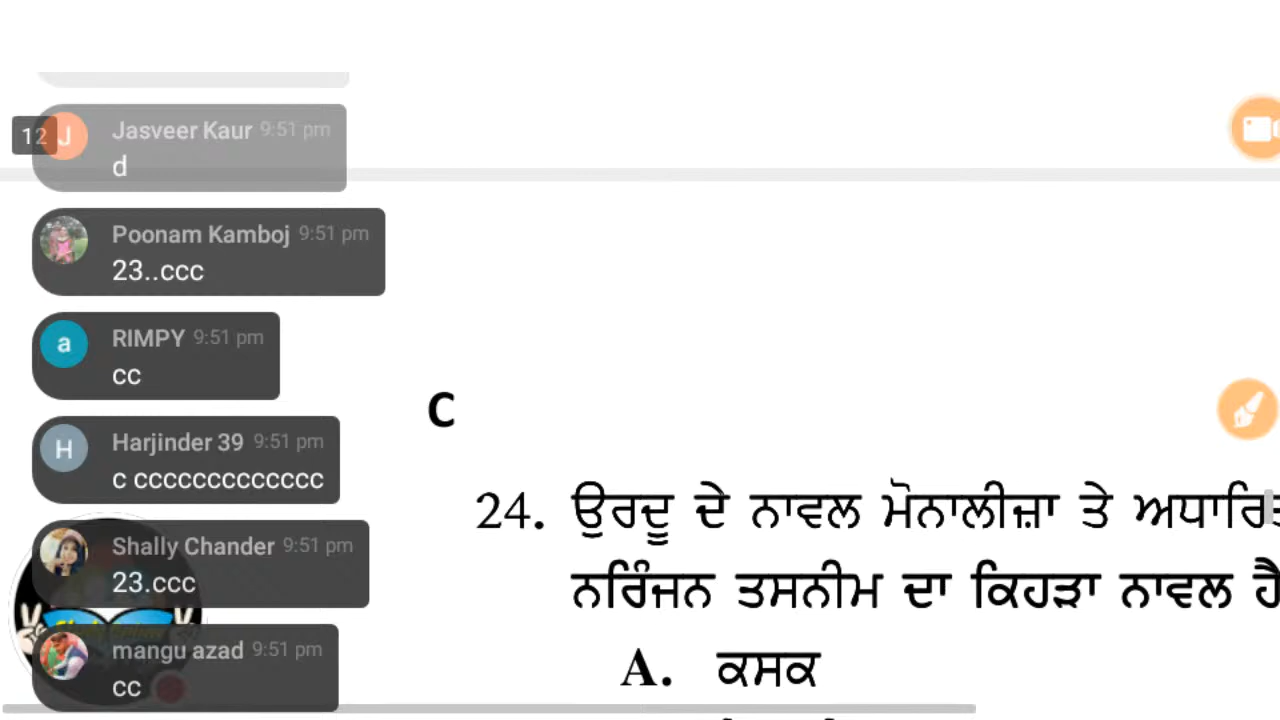 12
J
Jasveer Kaur 9:51 pm
d
Poonam Kamboj 9:51 pm
23..ccc
a
RIMPY 9:51 pm
cc
H
Harjinder 39 9:51 pm
c ccccccccccccc
Shally Chander 9:51 pm
23.ccc
mangu azad 9:51 pm
cc
C
24. ਉਰਦੂ ਦੇ ਨਾਵਲ ਮੋਨਾਲੀਜ਼ਾ ਤੇ
ਨਰਿੰਜਨ ਤਸਨੀਮ ਦਾ ਕਿਹੜਾ ਨਾਵਲ ਹੈ
A. ਕਸਕ